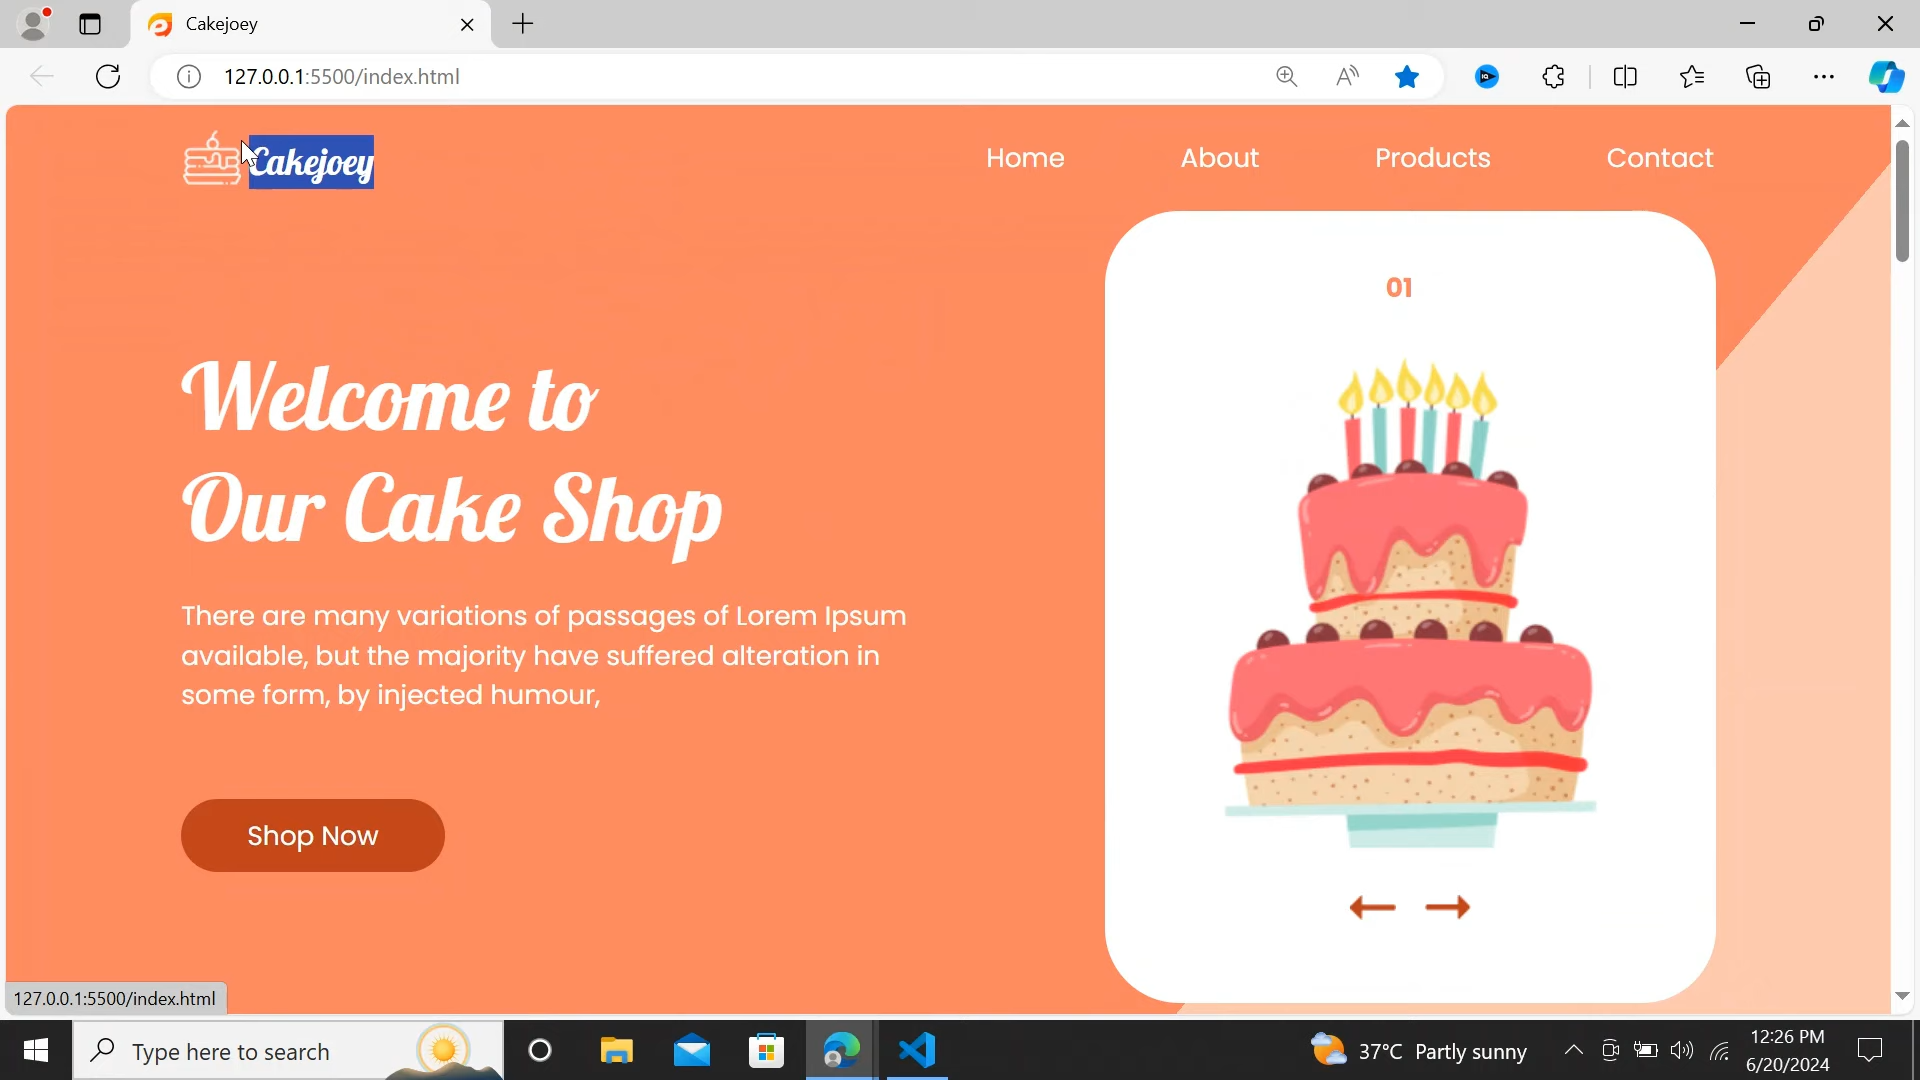 Cakejoey
127.0.0.1:5500/index.html
Cakejoey
Home
About
Products
Contact
01
Welcome to
Our Cake Shop
There are many variations of passages of Lorem Ipsum
available, but the majority have suffered alteration in
some form, by injected humour,
Shop Now
127.0.0.1:5500/index.html
Type here to search
37°C Partly sunny
12:26 PM
6/20/2024